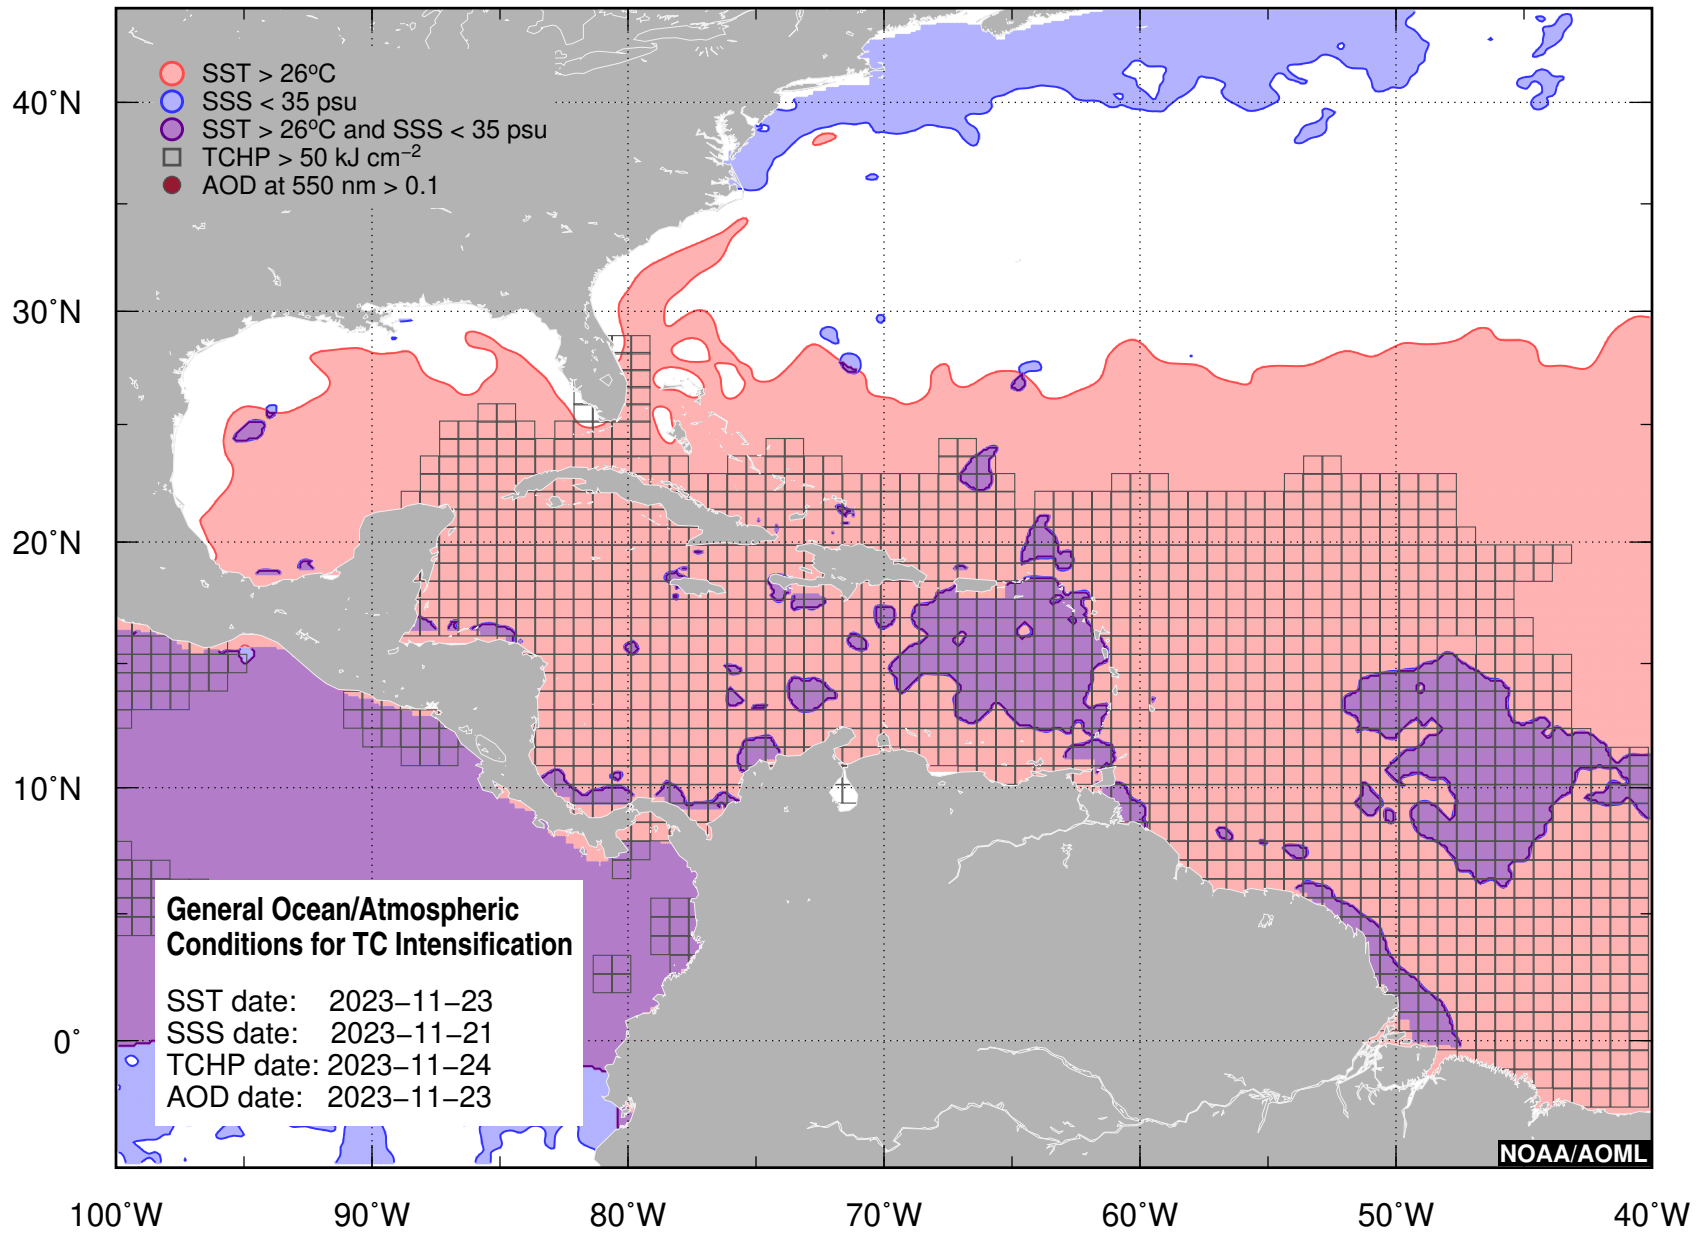 SST > 26°C
SSS < 35 psu
SST > 26°C and SSS < 35 psu
TCHP > 50 kJ cm⁻²
AOD at 550 nm > 0.1
40°N
30°N
20°N
10°N
0°
General Ocean/Atmospheric
Conditions for TC Intensification
SST date: 2023−11−23
SSS date: 2023−11−21
TCHP date: 2023−11−24
AOD date: 2023−11−23
NOAA/AOML
100°W 90°W 80°W 70°W 60°W 50°W 40°W